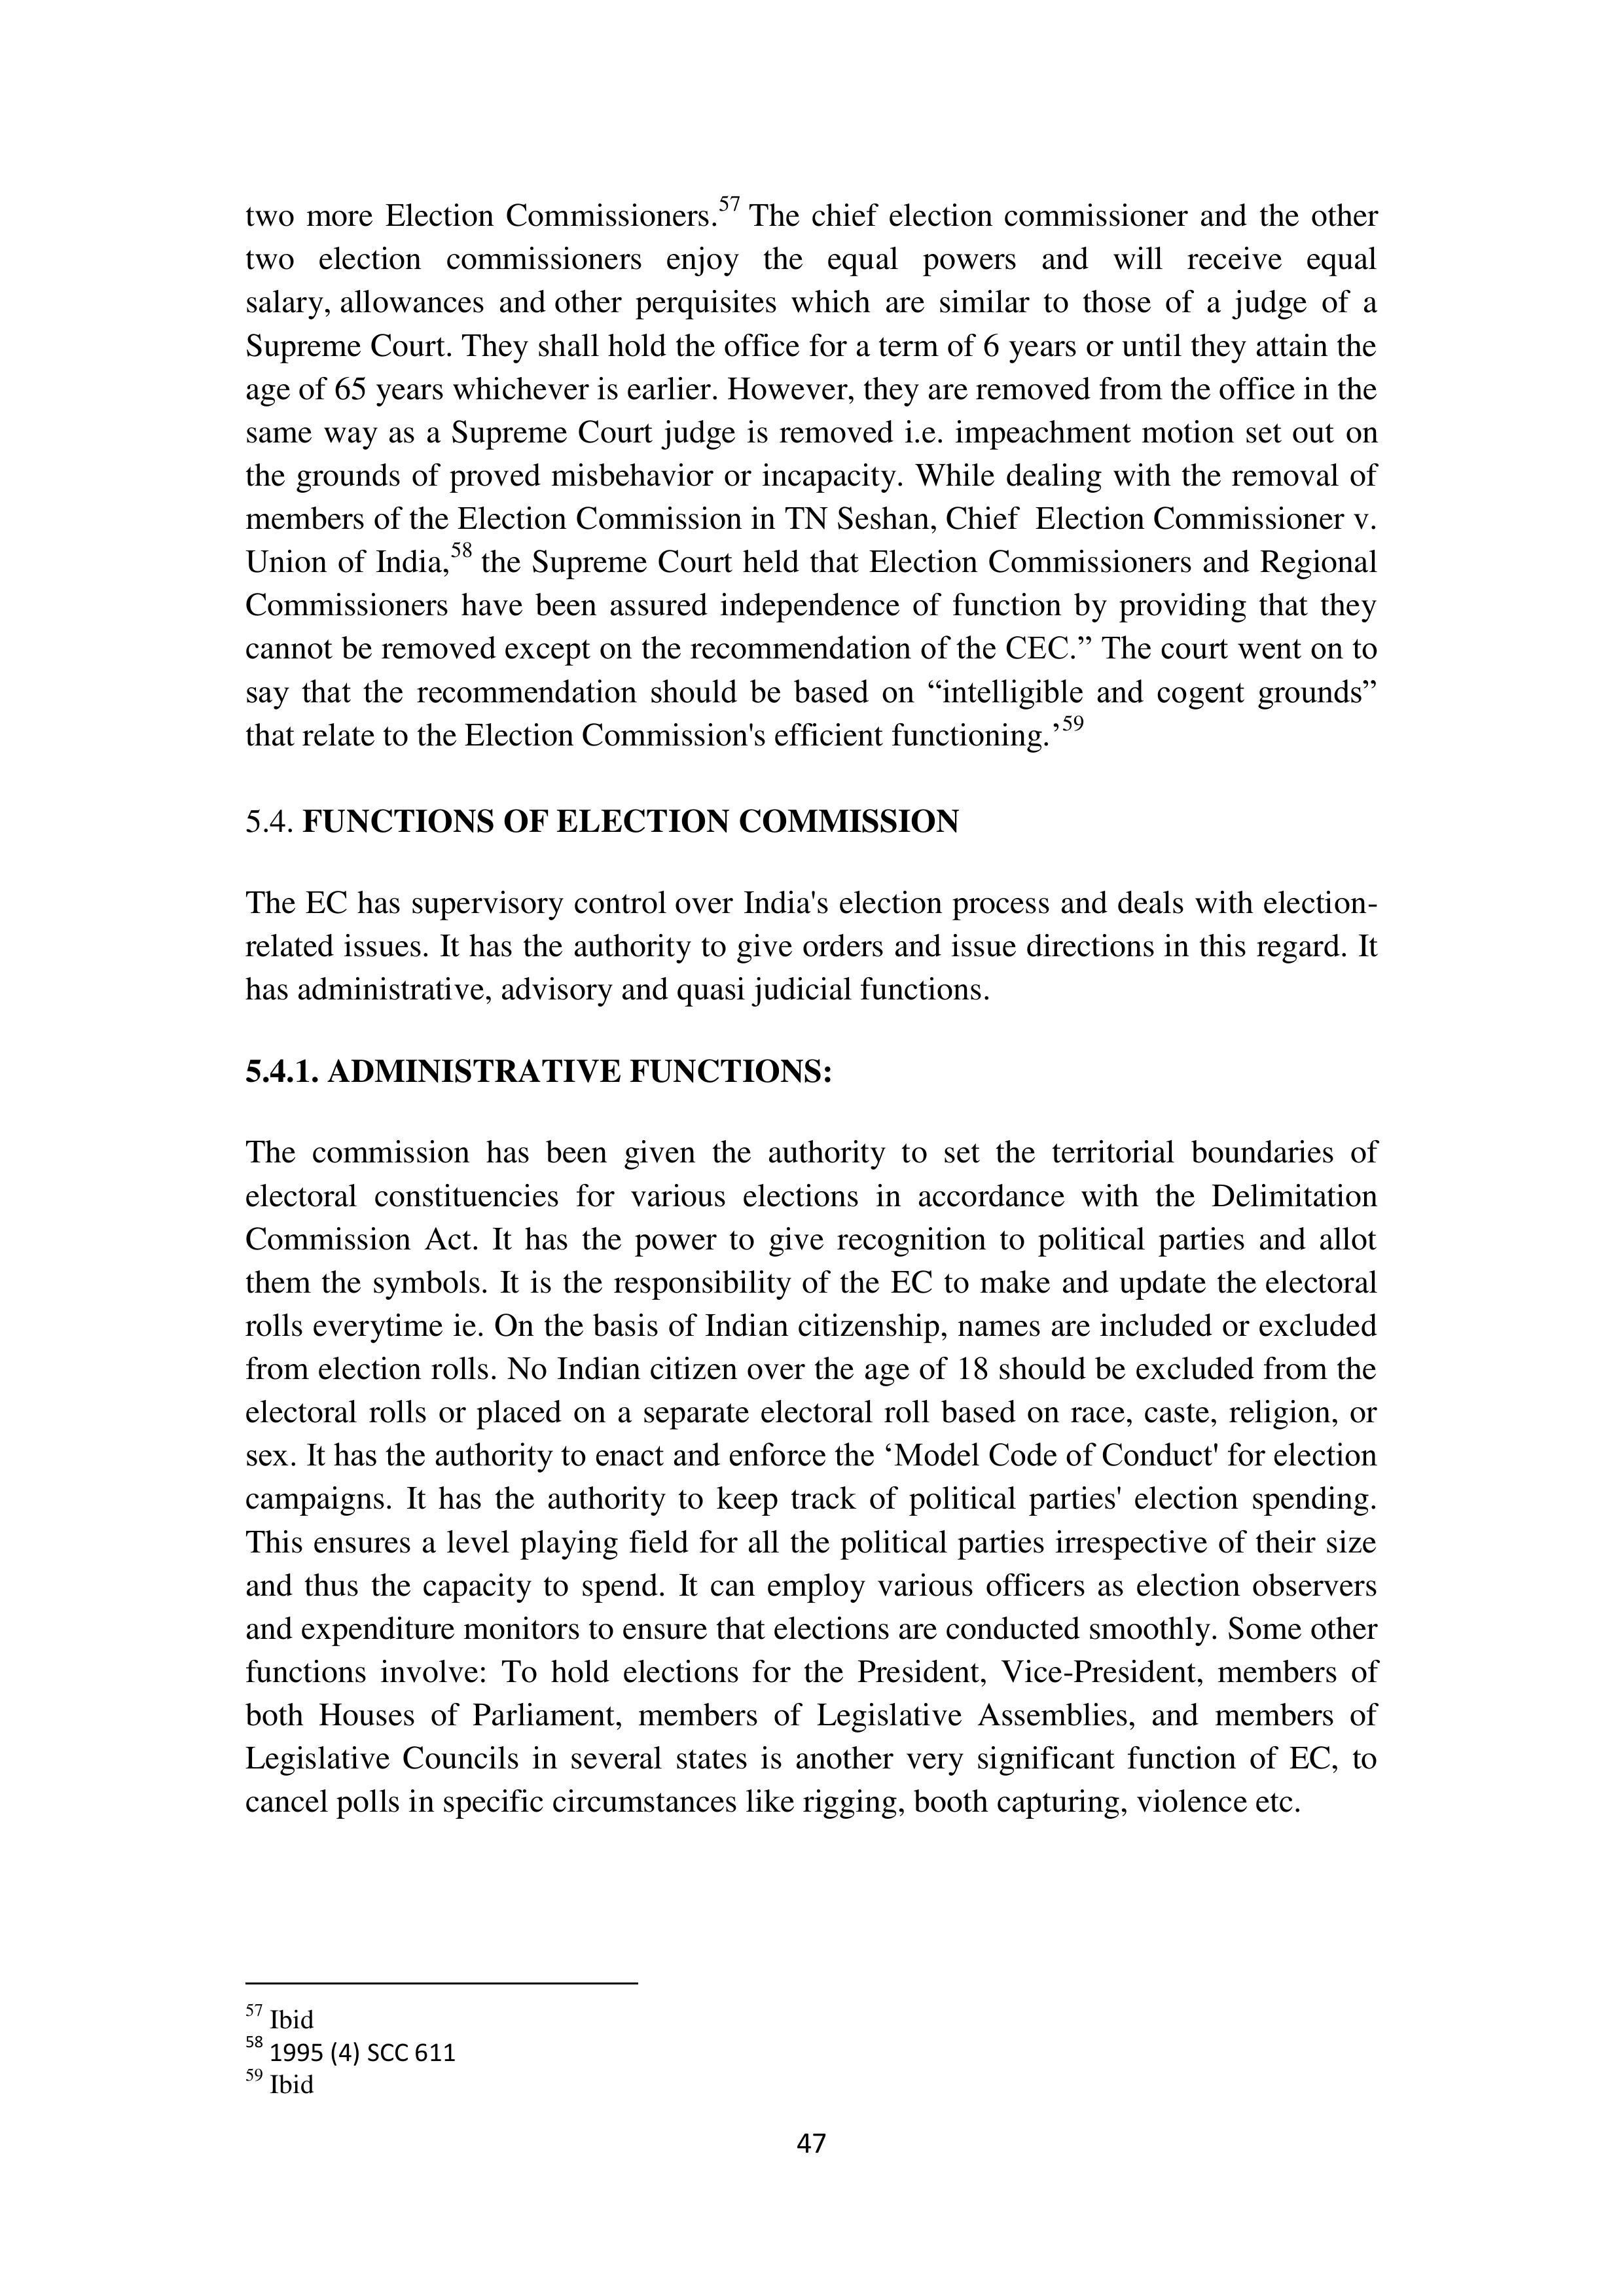 two more Election Commissioners.57 The chief election commissioner and the other
two election commissioners enjoy the equal powers and will receive equal
salary, allowances and other perquisites which are similar to those of a judge of a
Supreme Court. They shall hold the office for a term of 6 years or until they attain the
age of 65 years whichever is earlier. However, they are removed from the office in the
same way as a Supreme Court judge is removed i.e. impeachment motion set out on
the grounds of proved misbehavior or incapacity. While dealing with the removal of
members of the Election Commission in TN Seshan, Chief Election Commissioner v.
Union of India,58 the Supreme Court held that Election Commissioners and Regional
Commissioners have been assured independence of function by providing that they
cannot be removed except on the recommendation of the CEC.” The court went on to
say that the recommendation should be based on “intelligible and cogent grounds”
that relate to the Election Commission's efficient functioning.’59
5.4. FUNCTIONS OF ELECTION COMMISSION
The EC has supervisory control over India's election process and deals with election-
related issues. It has the authority to give orders and issue directions in this regard. It
has administrative, advisory and quasi judicial functions.
5.4.1. ADMINISTRATIVE FUNCTIONS:
The commission has been given the authority to set the territorial boundaries of
electoral constituencies for various elections in accordance with the Delimitation
Commission Act. It has the power to give recognition to political parties and allot
them the symbols. It is the responsibility of the EC to make and update the electoral
rolls everytime ie. On the basis of Indian citizenship, names are included or excluded
from election rolls. No Indian citizen over the age of 18 should be excluded from the
electoral rolls or placed on a separate electoral roll based on race, caste, religion, or
sex. It has the authority to enact and enforce the ‘Model Code of Conduct' for election
campaigns. It has the authority to keep track of political parties' election spending.
This ensures a level playing field for all the political parties irrespective of their size
and thus the capacity to spend. It can employ various officers as election observers
and expenditure monitors to ensure that elections are conducted smoothly. Some other
functions involve: To hold elections for the President, Vice-President, members of
both Houses of Parliament, members of Legislative Assemblies, and members of
Legislative Councils in several states is another very significant function of EC, to
cancel polls in specific circumstances like rigging, booth capturing, violence etc.
57 Ibid
58 1995 (4) SCC 611
59 Ibid
47